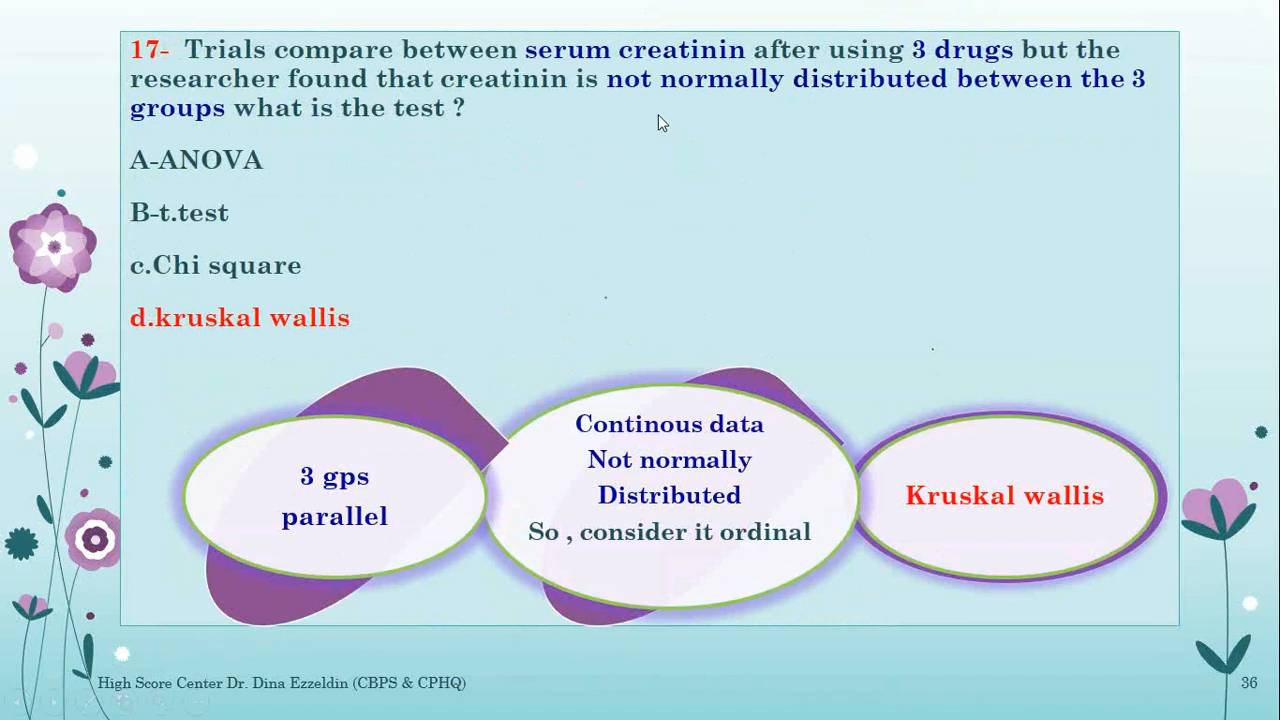 17- Trials compare between serum creatinin after using 3 drugs but the
researcher found that creatinin is not normally distributed between the 3
groups what is the test ?
A-ANOVA
B-t.test
c.Chi square
d.kruskal wallis
3 gps
parallel
Continous data
Not normally
Distributed
So , consider it ordinal
Kruskal wallis
High Score Center Dr. Dina Ezzeldin (CBPS & CPHQ)
36